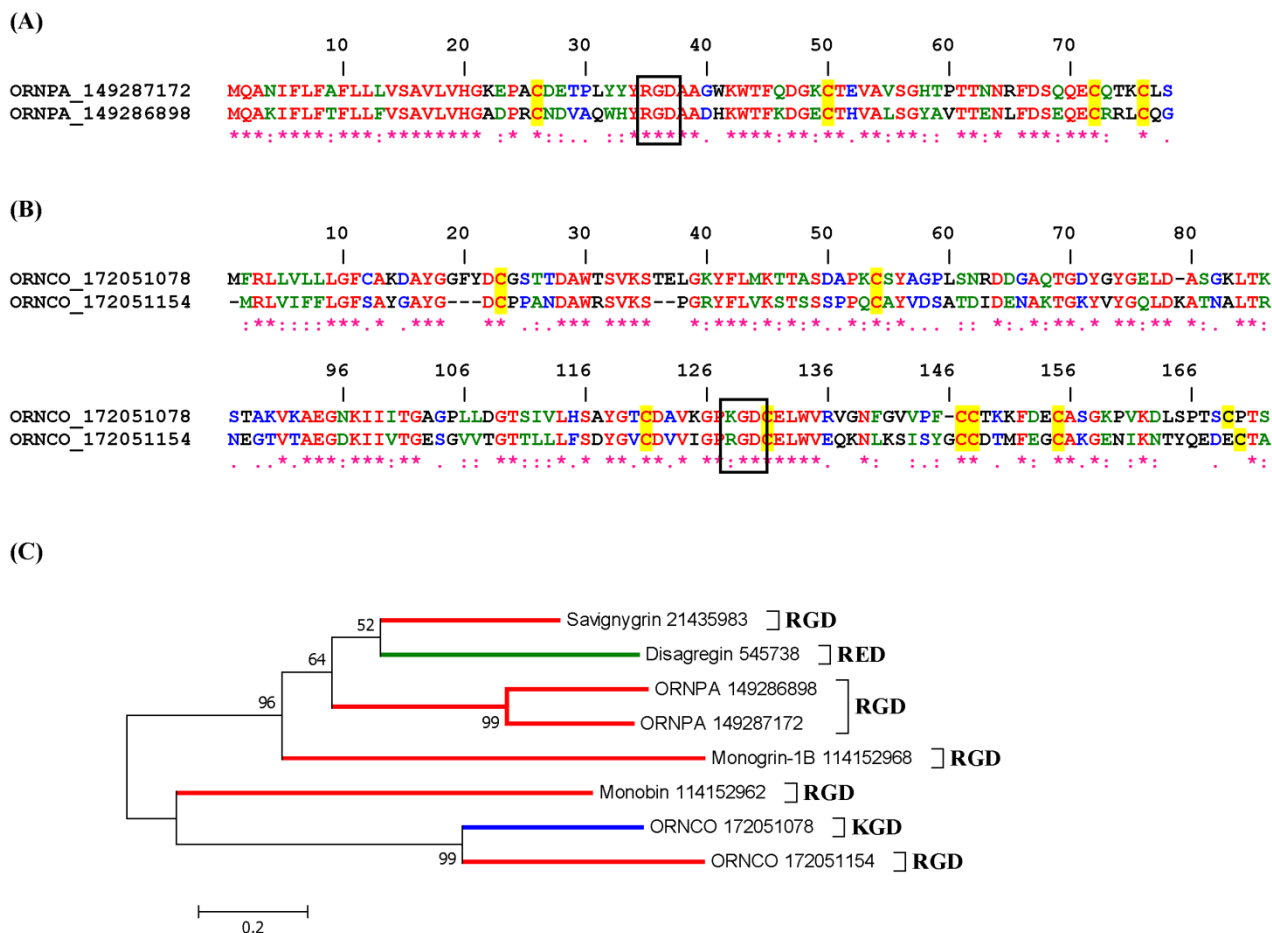 (A)
10 20 30 40 50 60 70
ORNPA_149287172 MQANIFLFAFLLLVSAVLVHGKEPACDETPLYYYRGDAAGWKWTFQDGKCTEVAVSGHTPTTNNRFDSQQECQTKCLS
ORNPA_149286898 MQAKIFLFTFLLFVSAVLVHGADPRCNDVAQWHYRGDAADHKWTFKDGECTHVALSGYAVTTENLFDSEQECRRLCQG
(B)
10 20 30 40 50 60 70 80
ORNCO_172051078 MFRLLVLLLGFCAKDAYGGFYDCGSTTDAWTSVKSTELGKYFLMKTTASDAPKCSYAGPLSNRDDGAQTGDYGYGELD-ASGKLTK
ORNCO_172051154 -MRLVIFFLGFSAYGAYG---DCPPANDAWRSVKS--PGRYFLVKSTSSSPPQCAYVDSATDIDENAKTGKYVYGQLDKATNALTR
96 106 116 126 136 146 156 166
ORNCO_172051078 STAKVKAEGNKIIITGAGPLLDGTSIVLHSAYGTCDAVKGPKGDCELWVRVGNFGVVPF-CCTKKFDECASGKPVKDLSPTSCPTS
ORNCO_172051154 NEGTVTAEGDKIIVTGESGVVTGTTLLLFSDYGVCDVVIGPRGDCELWVEQKNLKSISYGCCDTMFEGCAKGENIKNTYQEDECTA
(C)
52 Savignygrin 21435983 RGD
64 Disagregin 545738 RED
96 ORNPA 149286898 RGD
99 ORNPA 149287172
Monogrin-1B 114152968 RGD
Monobin 114152962 RGD
ORNCO 172051078 KGD
99 ORNCO 172051154 RGD
0.2